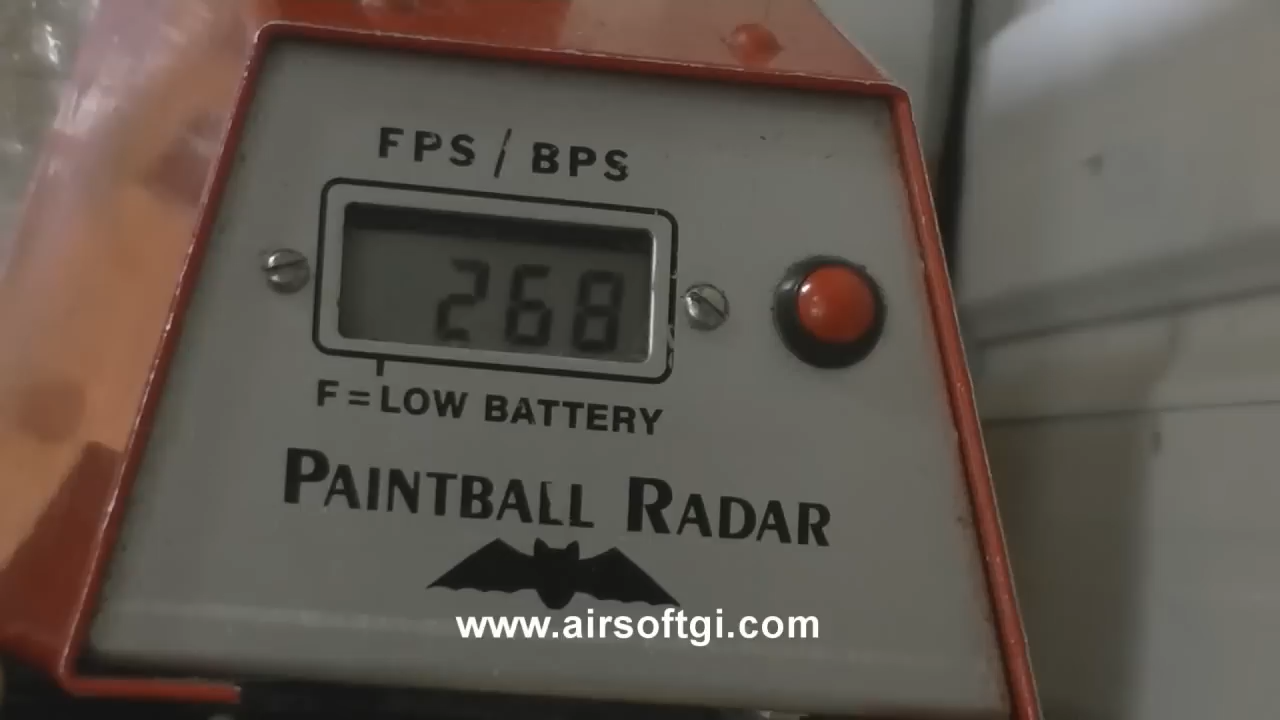 FPS / BPS
268
F = LOW BATTERY
PAINTBALL RADAR
www.airsoftgi.com